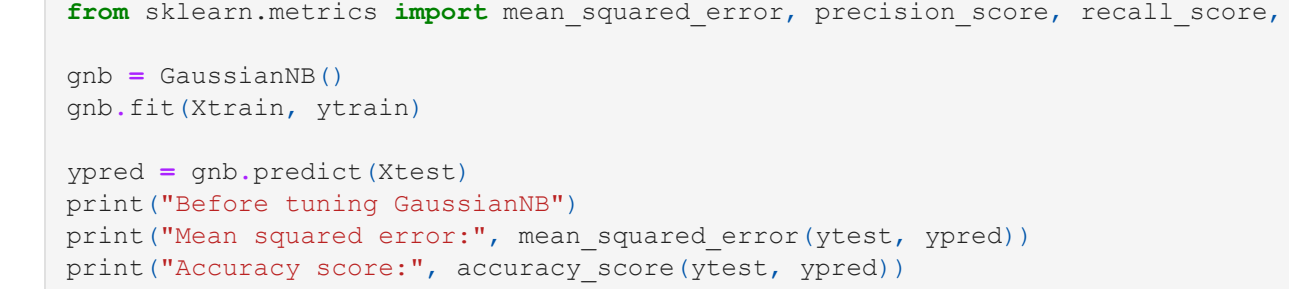 from sklearn.metrics import mean_squared_error, precision_score, recall_score,
gnb = GaussianNB()
gnb.fit(Xtrain, ytrain)
ypred = gnb.predict(Xtest)
print("Before tuning GaussianNB")
print("Mean squared error:", mean_squared_error(ytest, ypred))
print("Accuracy score:", accuracy_score(ytest, ypred))